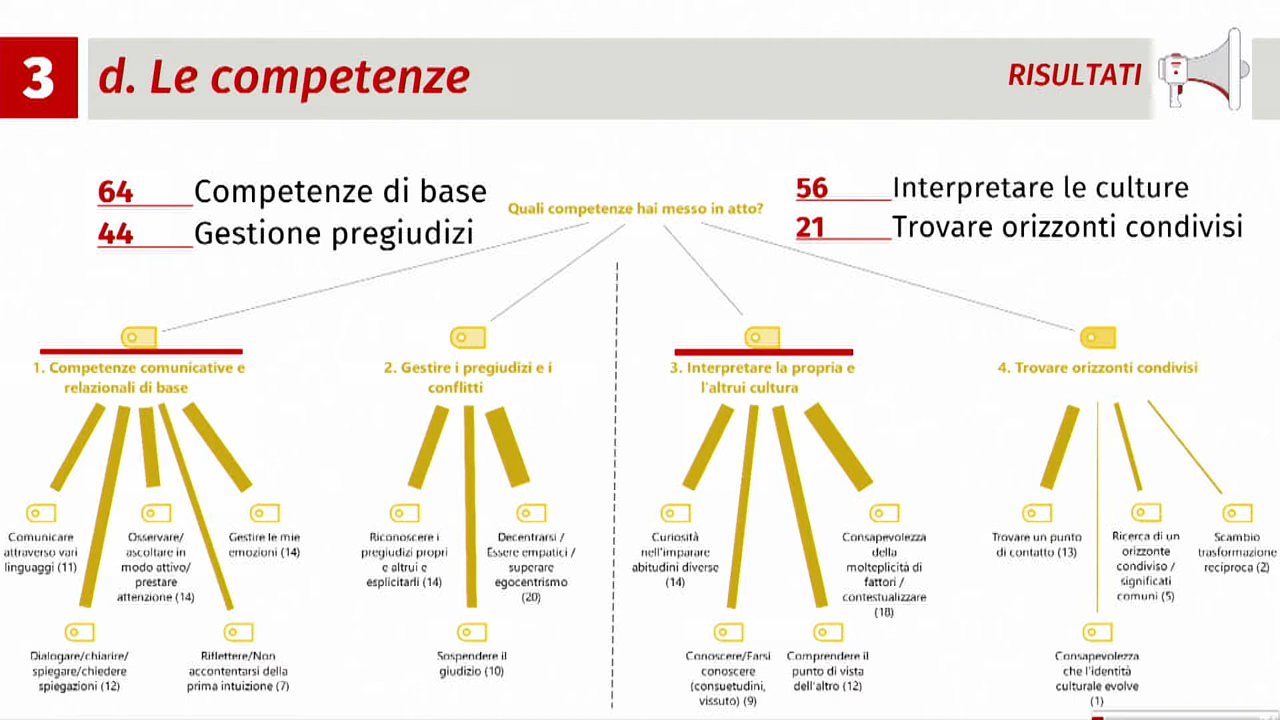 3
d. Le competenze
RISULTATI
64 Competenze di base
44 Gestione pregiudizi
56 Interpretare le culture
21 Trovare orizzonti condivisi
Quali competenze hai messo in atto?
1. Competenze comunicative e
relazionali di base
2. Gestire i pregiudizi e i
conflitti
3. Interpretare la propria e
l'altrui cultura
4. Trovare orizzonti condivisi
Comunicare
attraverso vari
linguaggi (11)
Osservare/
ascoltare in
modo attivo/
prestare
attenzione (14)
Gestire le mie
emozioni (14)
Dialogare/chiarire/
spiegare/chiedere
spiegazioni (12)
Riflettere/Non
accontentarsi della
prima intuizione (7)
Riconoscere i
pregiudizi propri
e altrui e
esplicitarli (14)
Decentrarsi /
Essere empatici /
superare
egocentrismo
(20)
Sospendere il
giudizio (10)
Curiosità
nell'imparare
abitudini diverse
(14)
Consapevolezza
della
molteplicità di
fattori /
contestualizzare
(18)
Conoscere/Farsi
conoscere
(consuetudini,
vissuto) (9)
Comprendere il
punto di vista
dell'altro (12)
Trovare un punto
di contatto (13)
Ricerca di un
orizzonte
condiviso /
significati
comuni (5)
Scambio
trasformazione
reciproca (2)
Consapevolezza
che l'identità
culturale evolve
(1)